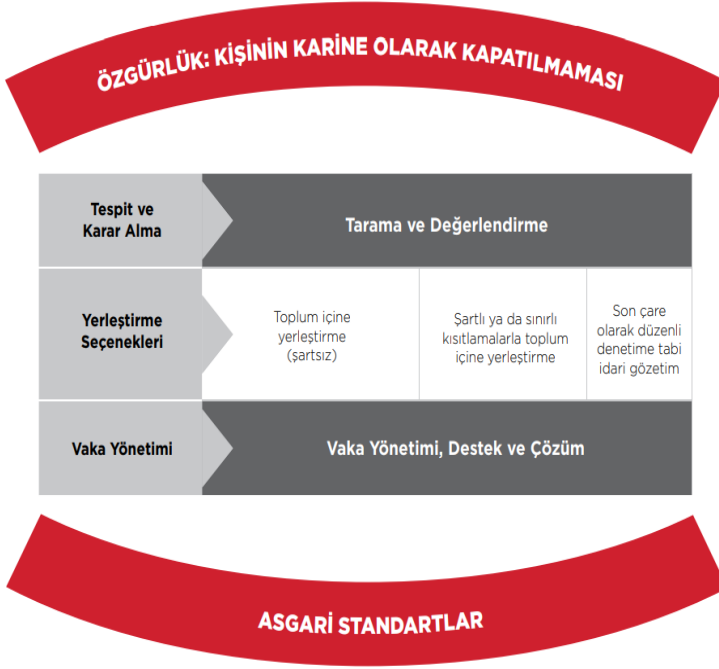 ÖZGÜRLÜK: KİŞİNİN KARİNE OLARAK KAPATILMAMASI
Tespit ve
Karar Alma
Tarama ve Değerlendirme
Yerleştirme
Seçenekleri
Toplum içine
yerleştirme
(şartsız)
Şartlı ya da sınırlı
kısıtlamalarla toplum
içine yerleştirme
Son çare
olarak düzenli
denetime tabi
idari gözetim
Vaka Yönetimi
Vaka Yönetimi, Destek ve Çözüm
ASGARİ STANDARTLAR